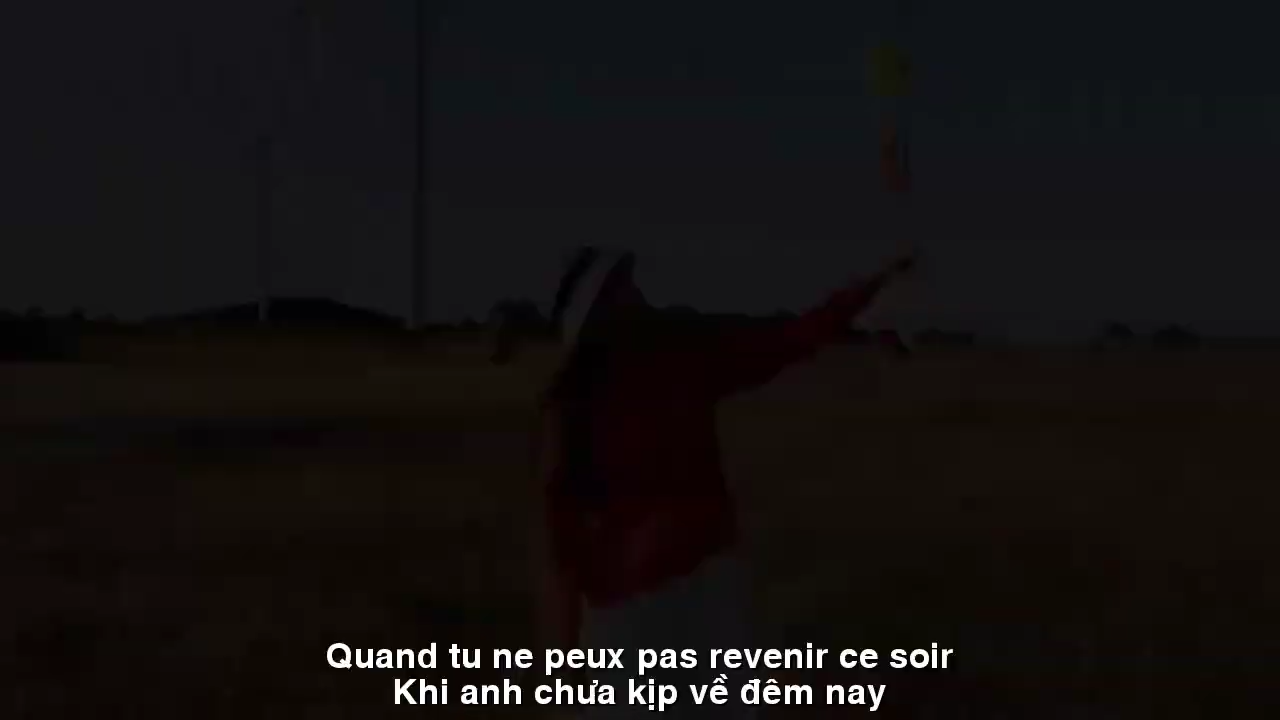 Quand tu ne peux pas revenir ce soir
Khi anh chưa kịp về đêm nay